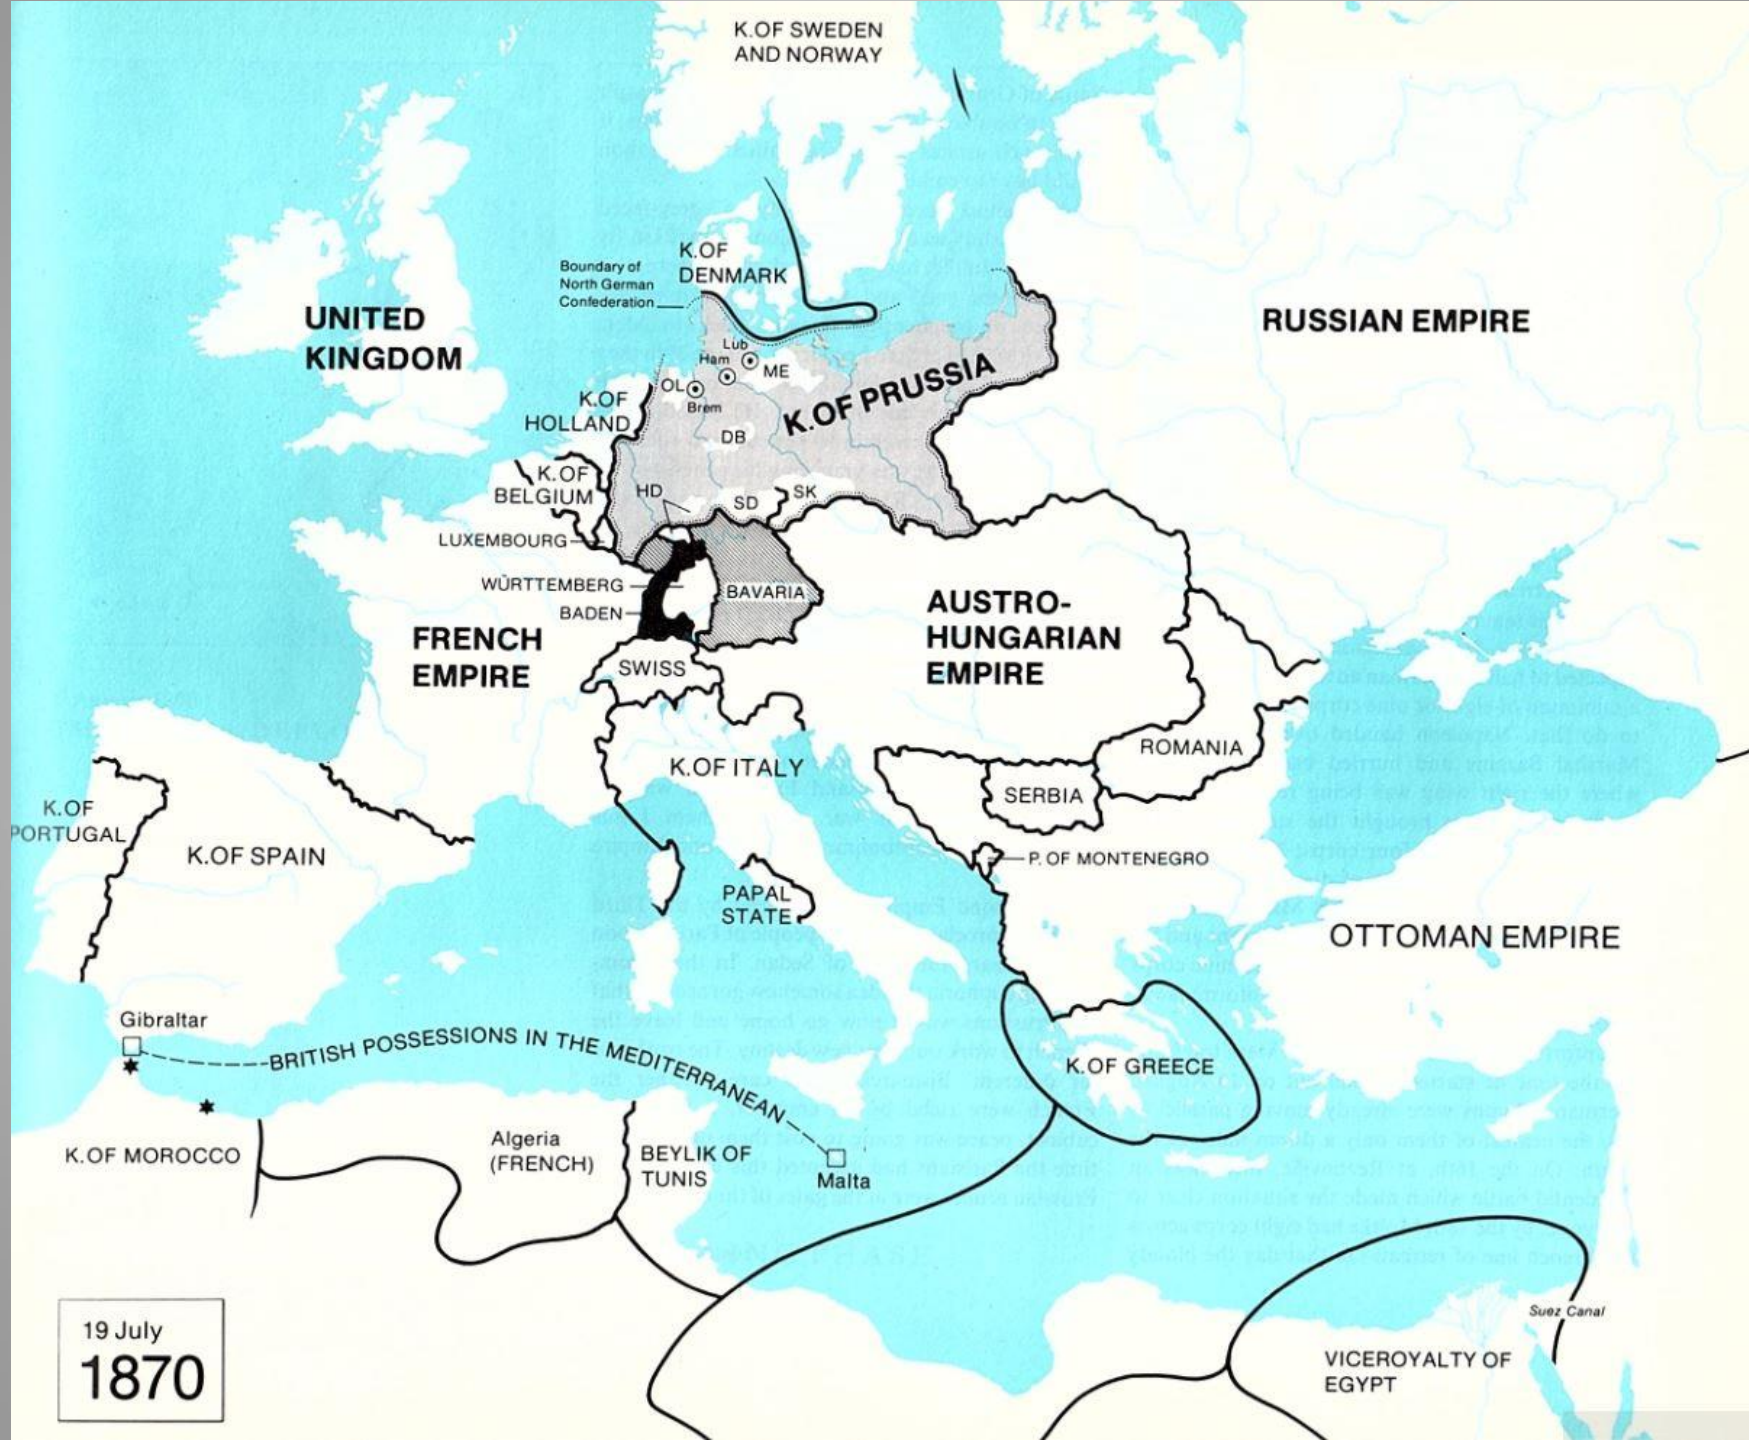 K.OF SWEDEN
AND NORWAY
K.OF
DENMARK
Boundary of
North German
Confederation
UNITED
KINGDOM
RUSSIAN EMPIRE
Lub
Ham
ME
OL
Brem
K.OF PRUSSIA
K.OF
HOLLAND
DB
K.OF
BELGIUM
HD
SD
SK
LUXEMBOURG
WÜRTTEMBERG
BADEN
BAVARIA
AUSTRO-
HUNGARIAN
EMPIRE
FRENCH
EMPIRE
SWISS
ROMANIA
K.OF ITALY
SERBIA
K.OF
PORTUGAL
K.OF SPAIN
P. OF MONTENEGRO
PAPAL
STATE
OTTOMAN EMPIRE
Gibraltar
BRITISH POSSESSIONS IN THE MEDITERRANEAN
K.OF GREECE
K.OF MOROCCO
Algeria
(FRENCH)
BEYLIK OF
TUNIS
Malta
Suez Canal
19 July
1870
VICEROYALTY OF
EGYPT